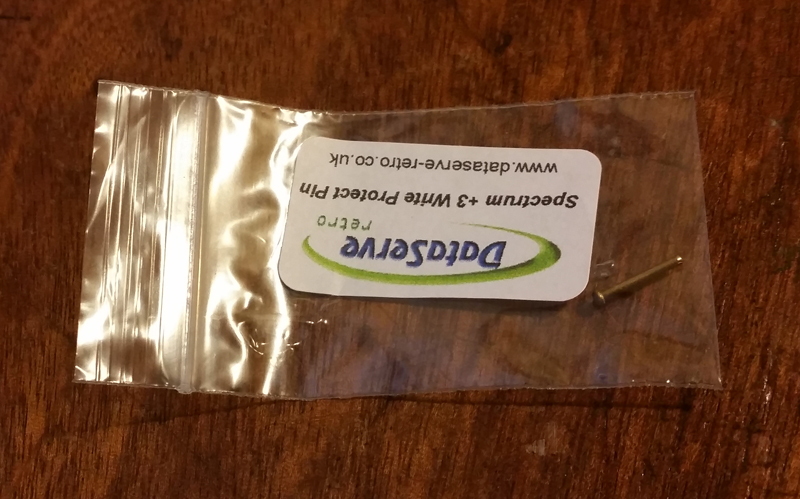 DataServe
retro
Spectrum +3 Write Protect Pin
www.dataserve-retro.co.uk